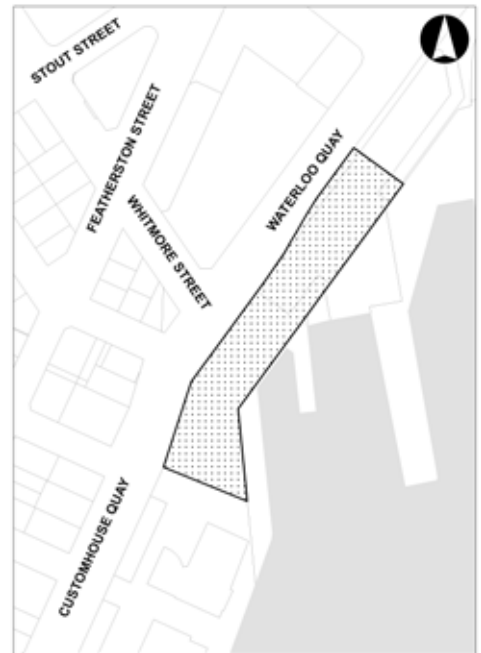 STOUT STREET
FEATHERSTON STREET
WATERLOO QUAY
WHITMORE STREET
CUSTOMHOUSE QUAY